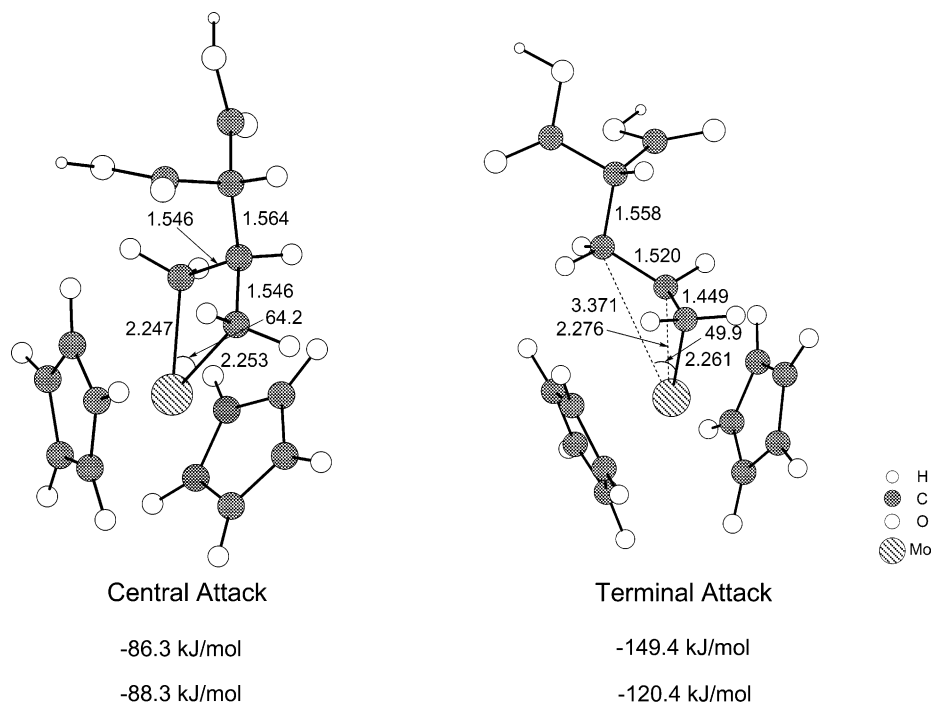 1.546
1.564
1.546
64.2
2.247
2.253
1.558
1.520
3.371
1.449
2.276
49.9
2.261
H
C
O
Mo
Central Attack
Terminal Attack
-86.3 kJ/mol
-149.4 kJ/mol
-88.3 kJ/mol
-120.4 kJ/mol